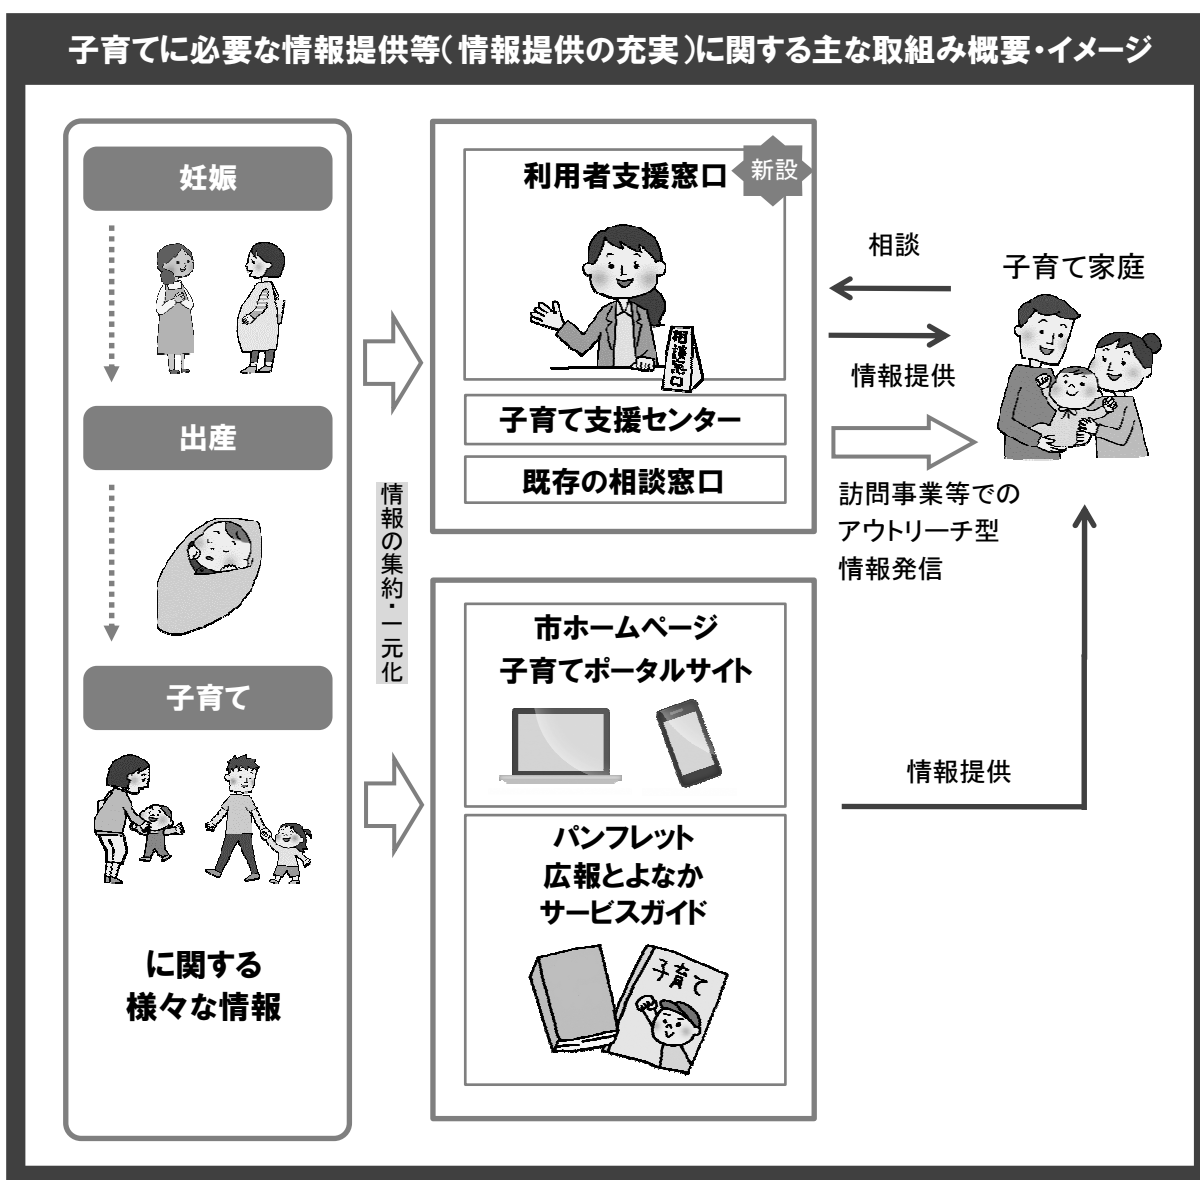 子育てに必要な情報提供等(情報提供の充実)に関する主な取組み概要・イメージ
妊娠
出産
子育て
に関する
様々な情報
情報の集約・一元化
利用者支援窓口
新設
相談窓口
子育て支援センター
既存の相談窓口
市ホームページ
子育てポータルサイト
パンフレット
広報とよなか
サービスガイド
子育て
相談
情報提供
子育て家庭
訪問事業等での
アウトリーチ型
情報発信
情報提供